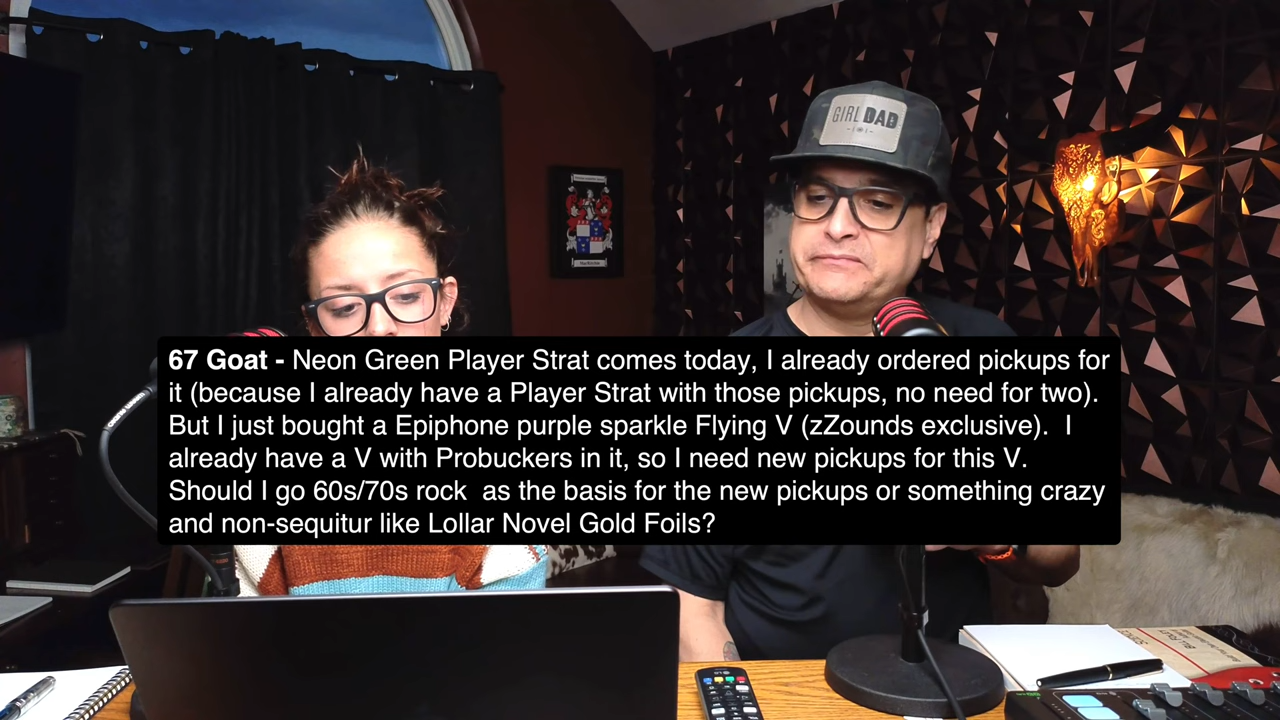 GIRL DAD
67 Goat - Neon Green Player Strat comes today, I already ordered pickups for
it (because I already have a Player Strat with those pickups, no need for two).
But I just bought a Epiphone purple sparkle Flying V (zZounds exclusive).  I
already have a V with Probuckers in it, so I need new pickups for this V.
Should I go 60s/70s rock  as the basis for the new pickups or something crazy
and non-sequitur like Lollar Novel Gold Foils?